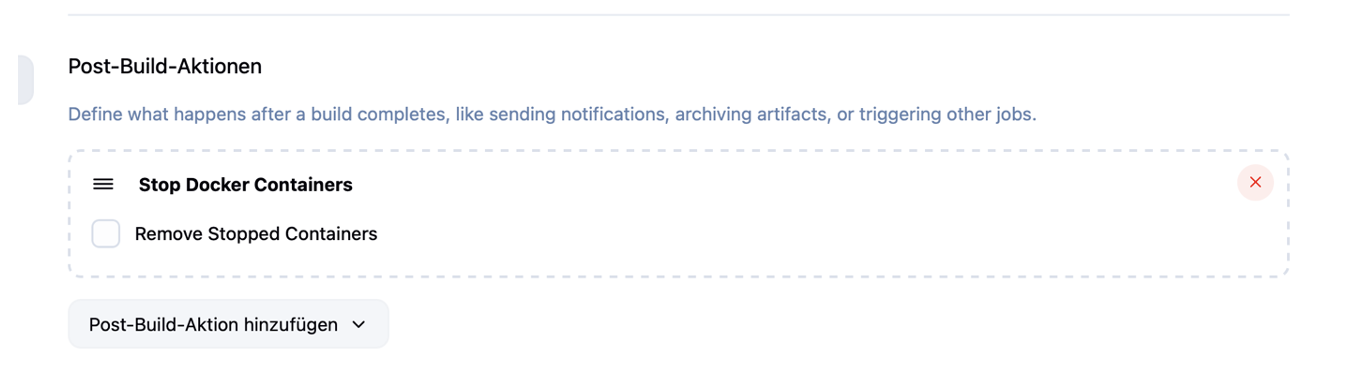 Post-Build-Aktionen
Define what happens after a build completes, like sending notifications, archiving artifacts, or triggering other jobs.
Stop Docker Containers
Remove Stopped Containers
Post-Build-Aktion hinzufügen